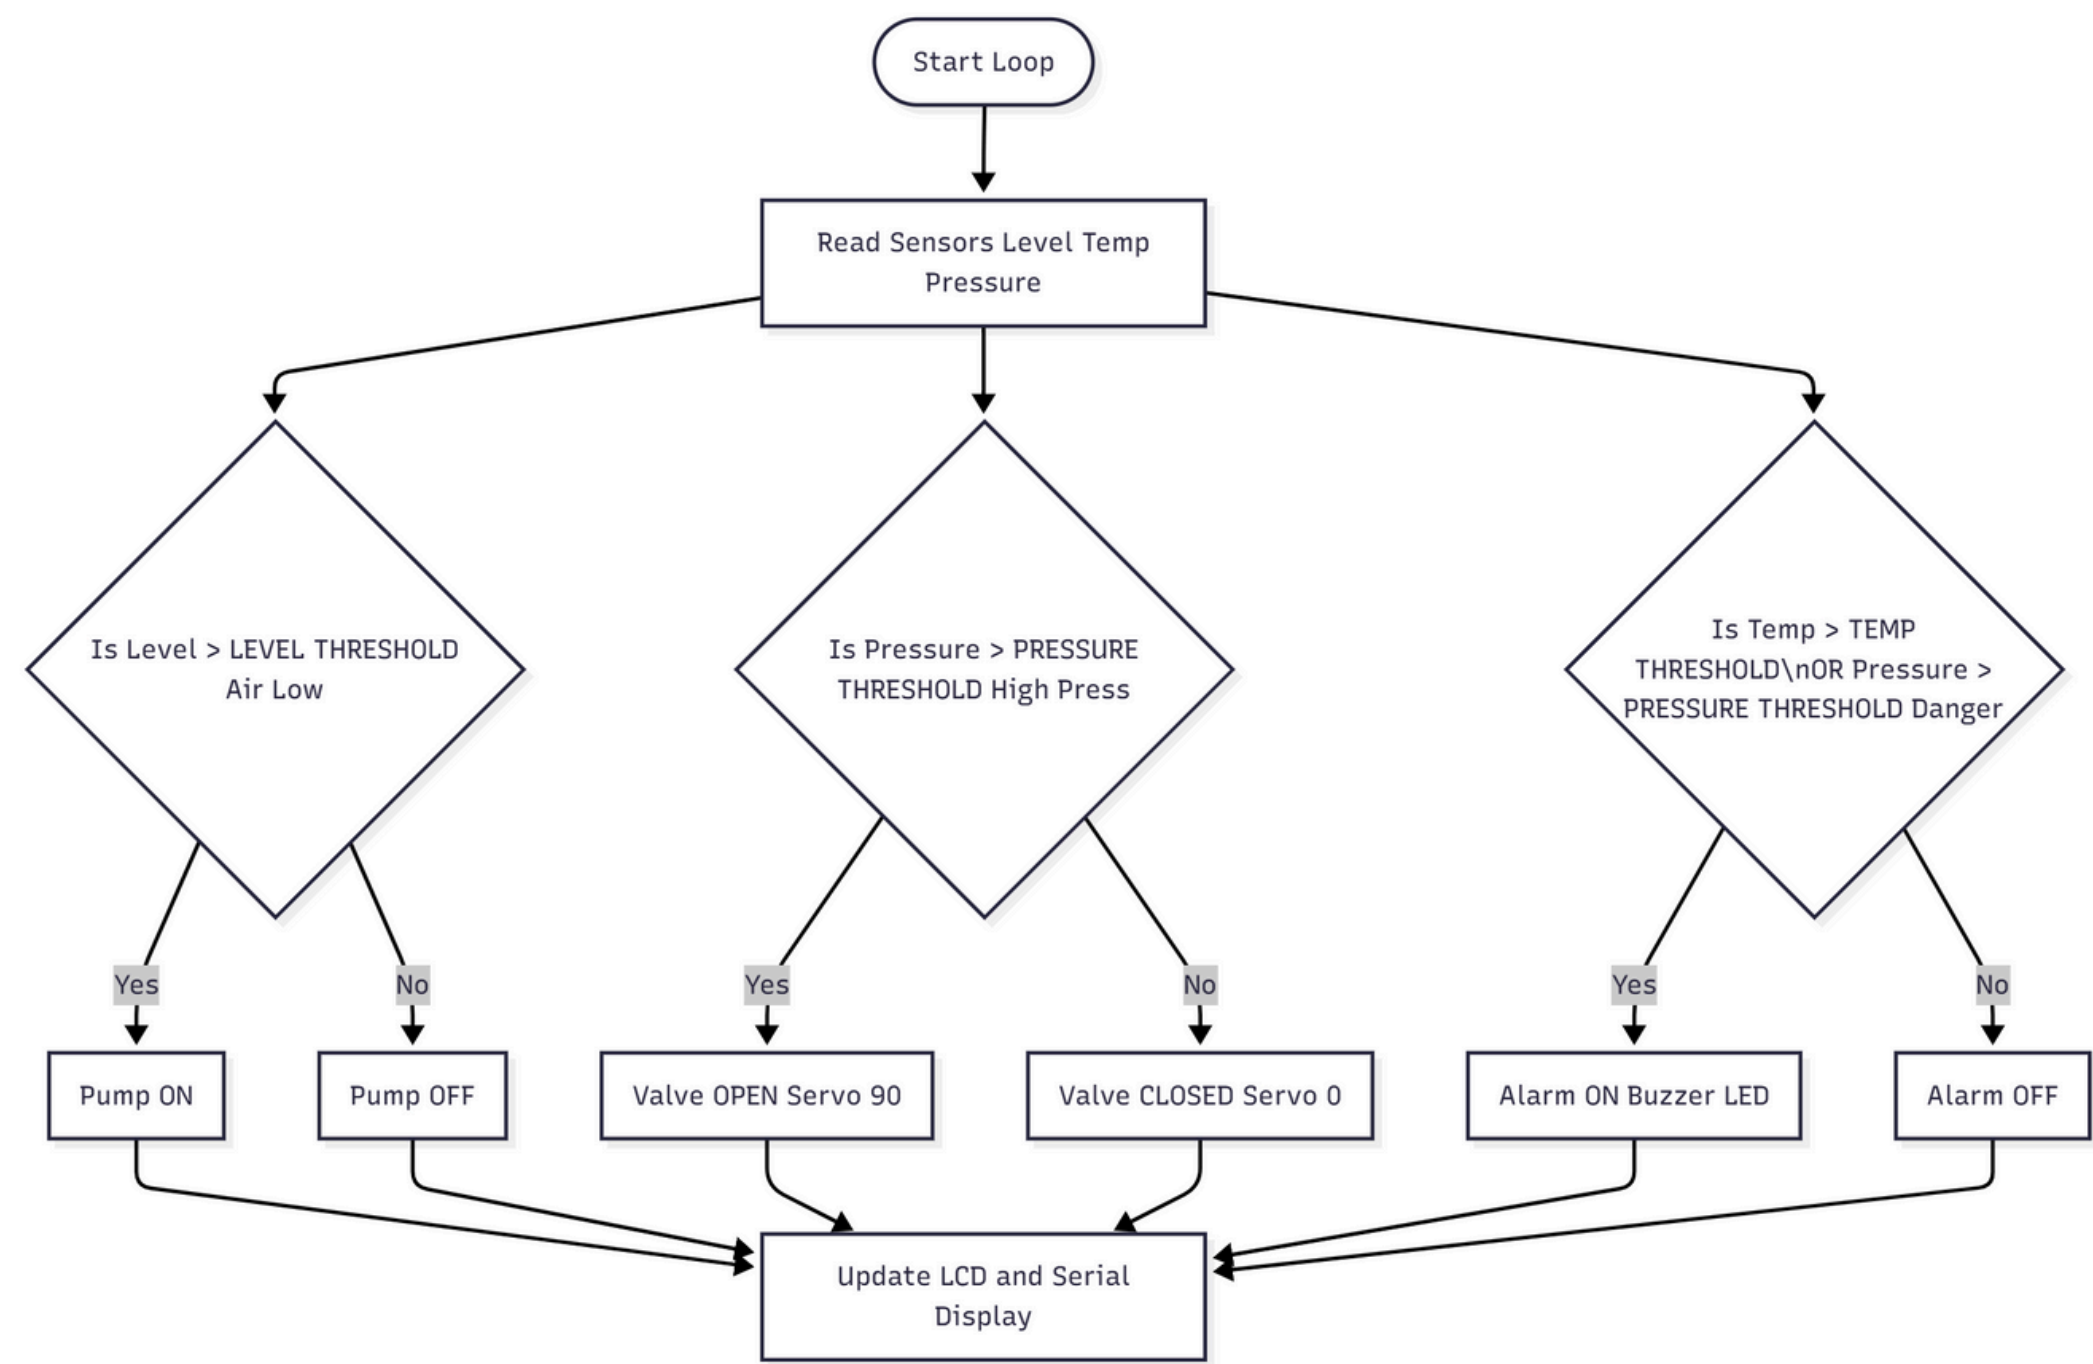 Start Loop
Read Sensors Level Temp
Pressure
Is Level > LEVEL THRESHOLD
Air Low
Is Pressure > PRESSURE
THRESHOLD High Press
Is Temp > TEMP
THRESHOLD\nOR Pressure >
PRESSURE THRESHOLD Danger
Yes
No
Yes
No
Yes
No
Pump ON
Pump OFF
Valve OPEN Servo 90
Valve CLOSED Servo 0
Alarm ON Buzzer LED
Alarm OFF
Update LCD and Serial
Display